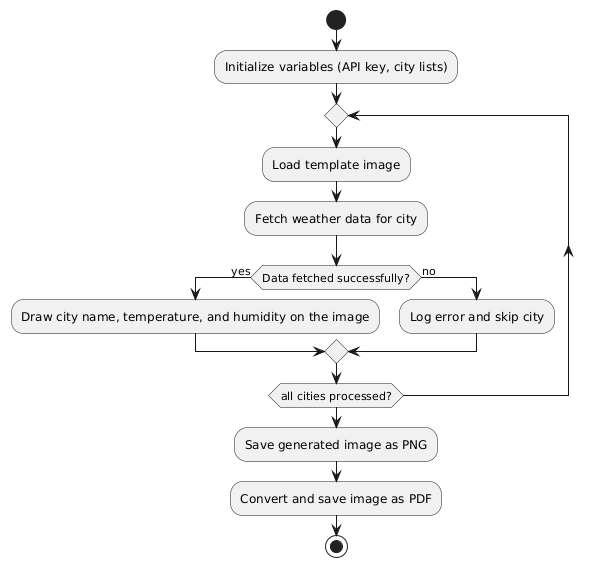 Initialize variables (API key, city lists)
Load template image
Fetch weather data for city
yes
Data fetched successfully?
no
Draw city name, temperature, and humidity on the image
Log error and skip city
all cities processed?
Save generated image as PNG
Convert and save image as PDF